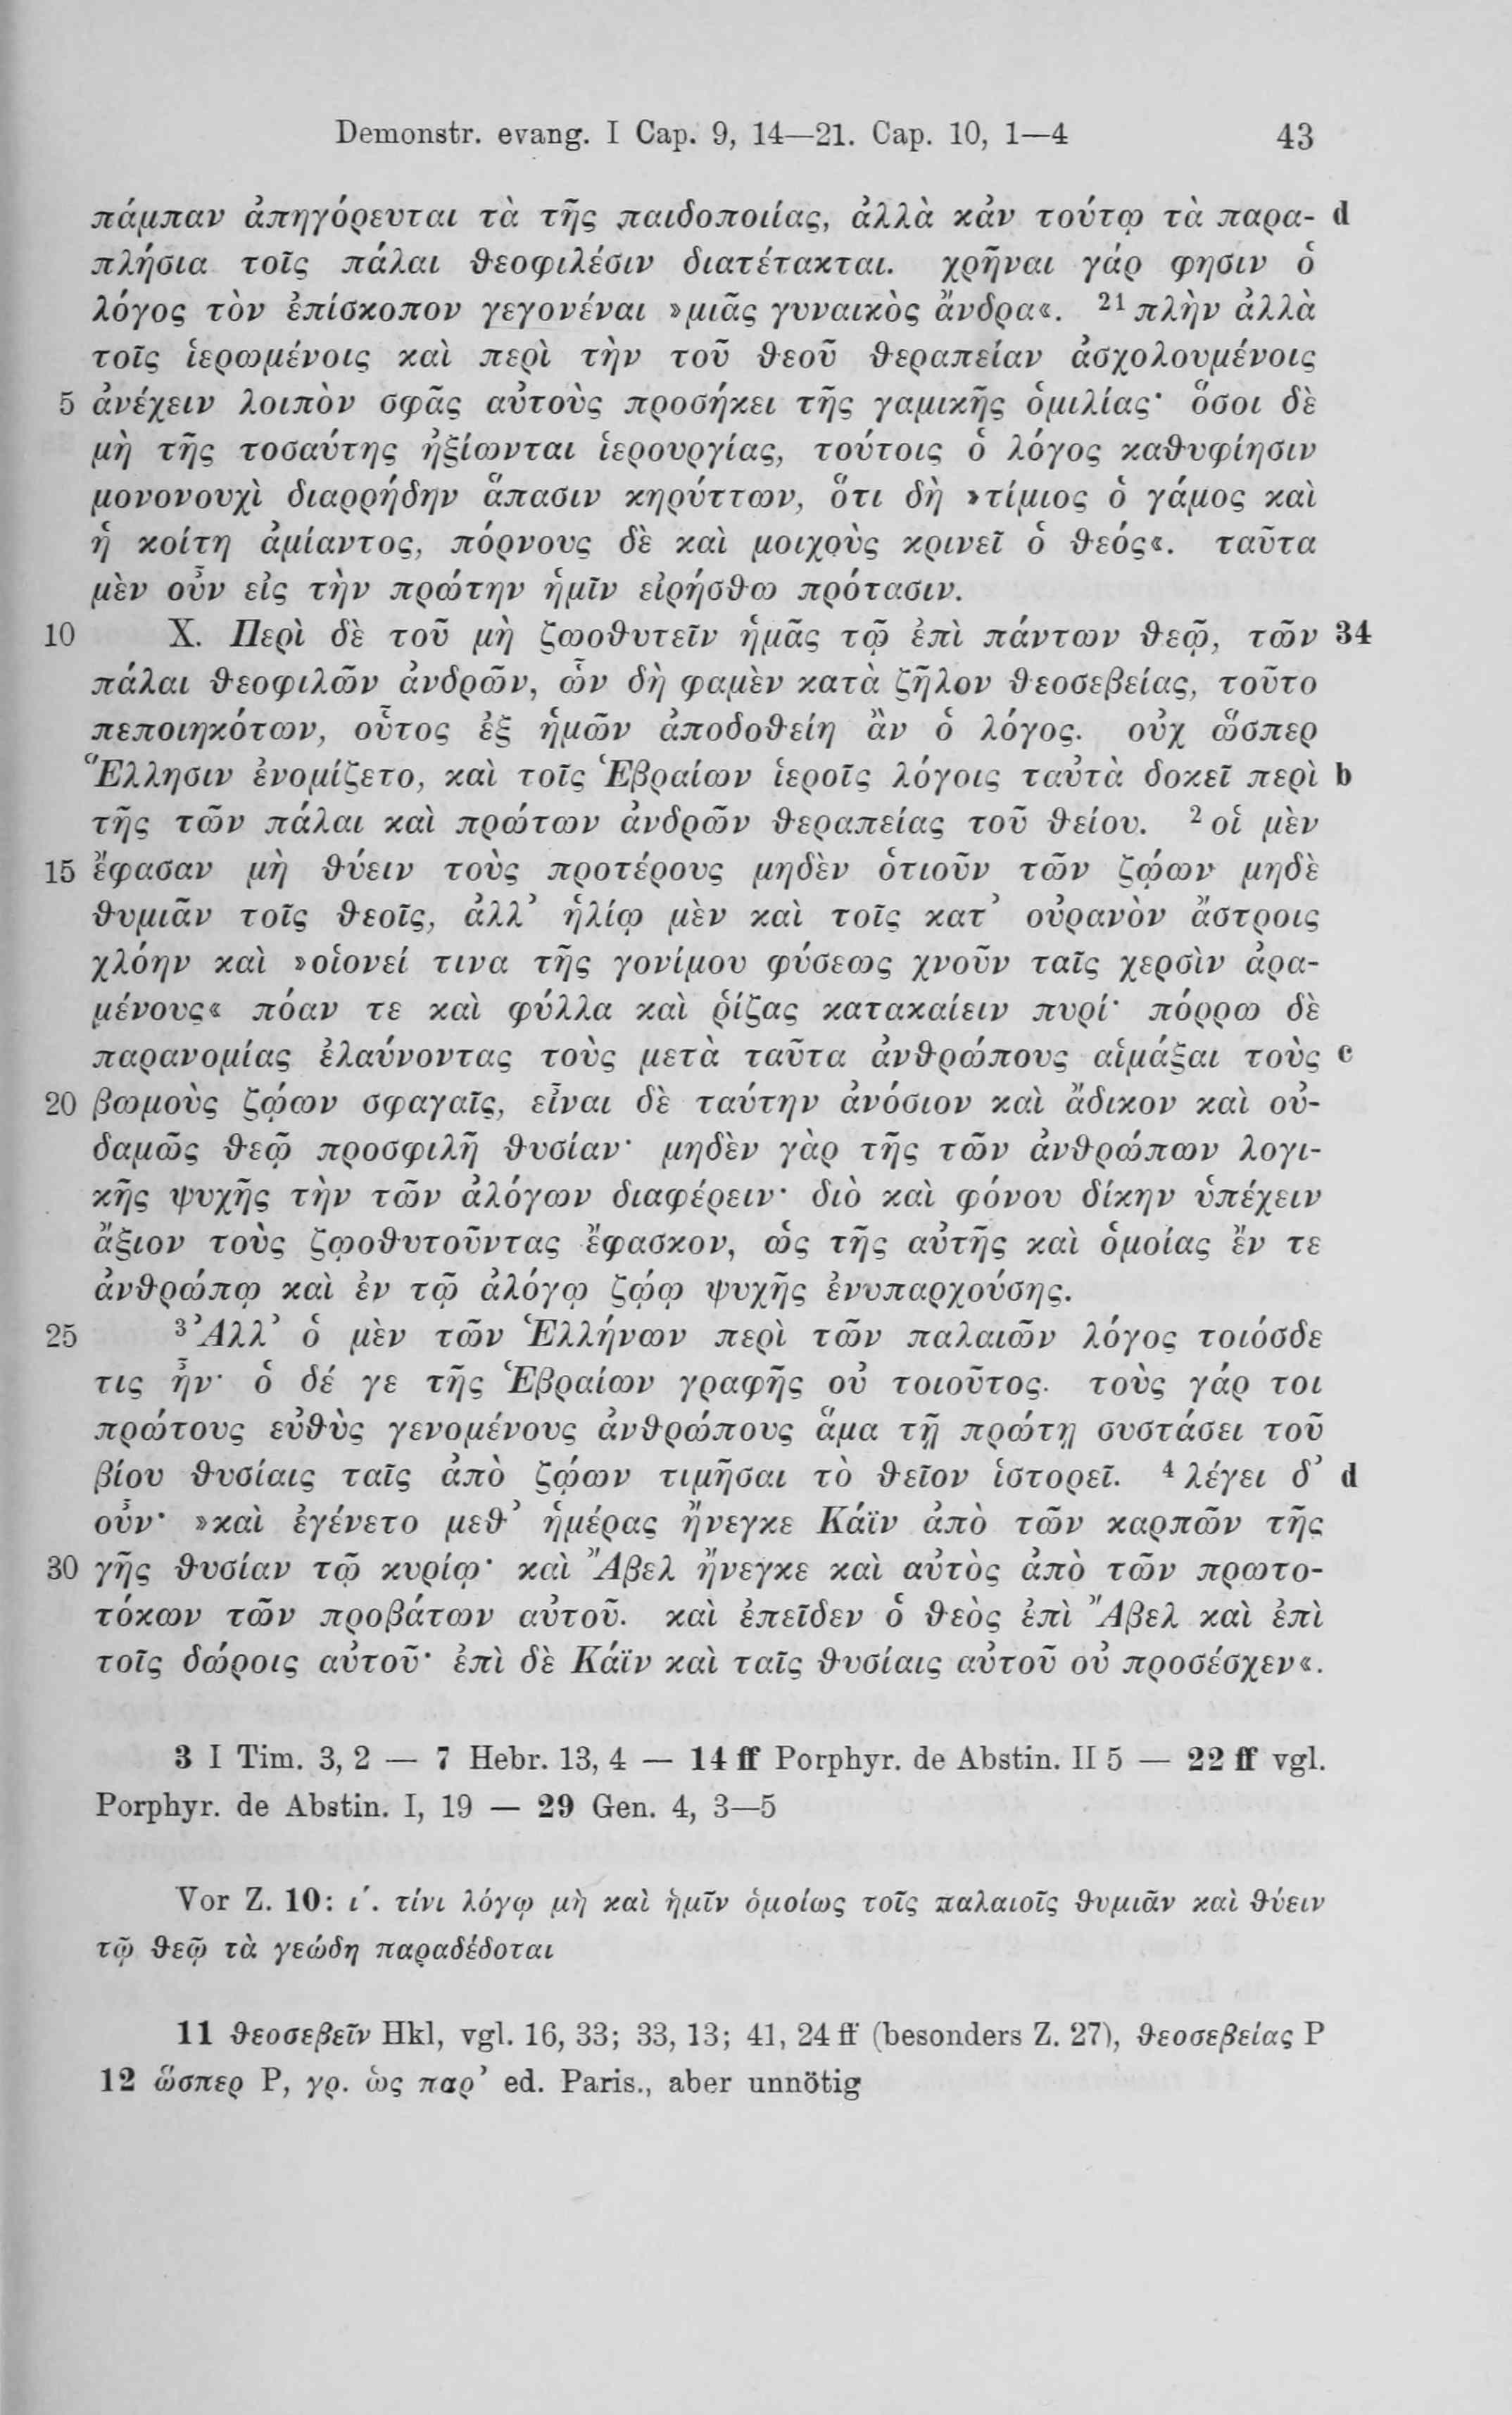 Demonstr. evang. I Cap. 9, 14—21. Cap. 10, 1—4 43
πάμπαν ἀπηγόρευται τὰ τῆς παιδοποιίας, ἀλλὰ κἀν τούτῳ τὰ παρα- d
πλήσια τοῖς πάλαι θεοφιλέσιν διατέτακται. χρῆναι γάρ φησιν ὁ
λόγος τὸν ἐπίσκοπον γεγονέναι »μιᾶς γυναικὸς ἄνδρα«. 21 πλὴν ἀλλὰ
τοῖς ἱερωμένοις καὶ περὶ τὴν τοῦ θεοῦ θεραπείαν ἀσχολουμένοις
5 ἀνέχειν λοιπὸν σφᾶς αὐτοὺς προσήκει τῆς γαμικῆς ὁμιλίας· ὅσοι δὲ
μὴ τῆς τοσαύτης ἠξίωνται ἱερουργίας, τούτοις ὁ λόγος καθυφίησιν
μονονουχὶ διαρρήδην ἅπασιν κηρύττων, ὅτι δὴ »τίμιος ὁ γάμος καὶ
ἡ κοίτη ἀμίαντος, πόρνους δὲ καὶ μοιχοὺς κρινεῖ ὁ θεός«. ταῦτα
μὲν οὖν εἰς τὴν πρώτην ἡμῖν εἰρήσθω πρότασιν.
10 X. Περὶ δὲ τοῦ μὴ ζωοθυτεῖν ἡμᾶς τῷ ἐπὶ πάντων θεῷ, τῶν 34
πάλαι θεοφιλῶν ἀνδρῶν, ὧν δὴ φαμὲν κατὰ ζῆλον θεοσεβείας, τοῦτο
πεποιηκότων, οὗτος ἐξ ἡμῶν ἀποδοθείη ἂν ὁ λόγος. οὐχ ὥσπερ
Ἕλλησιν ἐνομίζετο, καὶ τοῖς Ἑβραίων ἱεροῖς λόγοις ταὐτὰ δοκεῖ περὶ b
τῆς τῶν πάλαι καὶ πρώτων ἀνδρῶν θεραπείας τοῦ θείου. 2 οἱ μὲν
15 ἔφασαν μὴ θύειν τοὺς προτέρους μηδὲν ὁτιοῦν τῶν ζῴων μηδὲ
θυμιᾶν τοῖς θεοῖς, ἀλλ᾽ ἡλίῳ μὲν καὶ τοῖς κατ᾽ οὐρανὸν ἄστροις
χλόην καὶ »οἱονεί τινα τῆς γονίμου φύσεως χνοῦν ταῖς χερσὶν ἀρα-
μένους« πόαν τε καὶ φύλλα καὶ ῥίζας κατακαίειν πυρί· πόρρω δὲ
παρανομίας ἐλαύνοντας τοὺς μετὰ ταῦτα ἀνθρώπους αἱμάξαι τοὺς c
20 βωμοὺς ζῴων σφαγαῖς, εἶναι δὲ ταύτην ἀνόσιον καὶ ἄδικον καὶ οὐ-
δαμῶς θεῷ προσφιλῆ θυσίαν· μηδὲν γὰρ τῆς τῶν ἀνθρώπων λογι-
κῆς ψυχῆς τὴν τῶν ἀλόγων διαφέρειν· διὸ καὶ φόνου δίκην ὑπέχειν
ἄξιον τοὺς ζῳοθυτοῦντας ἔφασκον, ὡς τῆς αὐτῆς καὶ ὁμοίας ἔν τε
ἀνθρώπῳ καὶ ἐν τῷ ἀλόγῳ ζῴῳ ψυχῆς ἐνυπαρχούσης.
25 3 Ἀλλ᾽ ὁ μὲν τῶν Ἑλλήνων περὶ τῶν παλαιῶν λόγος τοιόσδε
τις ἦν· ὁ δέ γε τῆς Ἑβραίων γραφῆς οὐ τοιοῦτος. τοὺς γάρ τοι
πρώτους εὐθὺς γενομένους ἀνθρώπους ἅμα τῇ πρώτῃ συστάσει τοῦ
βίου θυσίαις ταῖς ἀπὸ ζῴων τιμῆσαι τὸ θεῖον ἱστορεῖ. 4 λέγει δ᾽ d
οὖν· »καὶ ἐγένετο μεθ᾽ ἡμέρας ἤνεγκε Κάϊν ἀπὸ τῶν καρπῶν τῆς
30 γῆς θυσίαν τῷ κυρίῳ· καὶ Ἄβελ ἤνεγκε καὶ αὐτὸς ἀπὸ τῶν πρωτο-
τόκων τῶν προβάτων αὐτοῦ. καὶ ἐπεῖδεν ὁ θεὸς ἐπὶ Ἄβελ καὶ ἐπὶ
τοῖς δώροις αὐτοῦ· ἐπὶ δὲ Κάϊν καὶ ταῖς θυσίαις αὐτοῦ οὐ προσέσχεν«.
3 I Tim. 3, 2 — 7 Hebr. 13, 4 — 14 ff Porphyr. de Abstin. II 5 — 22 ff vgl.
Porphyr. de Abstin. I, 19 — 29 Gen. 4, 3—5
Vor Z. 10: ι´. τίνι λόγῳ μὴ καὶ ἡμῖν ὁμοίως τοῖς παλαιοῖς θυμιᾶν καὶ θύειν
τῷ θεῷ τὰ γεώδη παραδέδοται
11 θεοσεβεῖν Hkl, vgl. 16, 33; 33, 13; 41, 24 ff (besonders Z. 27), θεοσεβείας P
12 ὥσπερ P, γρ. ὡς παρ᾽ ed. Paris., aber unnötig